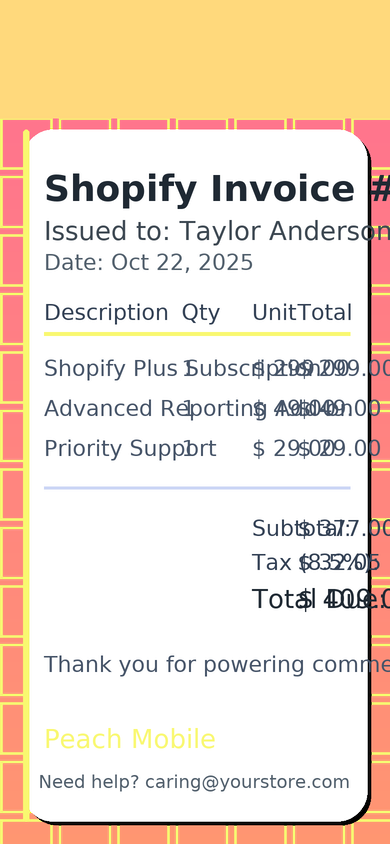 Shopify Invoice #
Issued to: Taylor Anderson
Date: Oct 22, 2025
Description Qty Unit Total
Shopify Plus Subscription 1 $ 299.00 $ 299.00
Advanced Reporting Add-on 1 $ 49.00 $ 49.00
Priority Support 1 $ 29.00 $ 29.00
Subtotal: $ 377.00
Tax (8.5%): $ 32.05
Total Due: $ 409.0
Thank you for powering comme
Peach Mobile
Need help? caring@yourstore.com